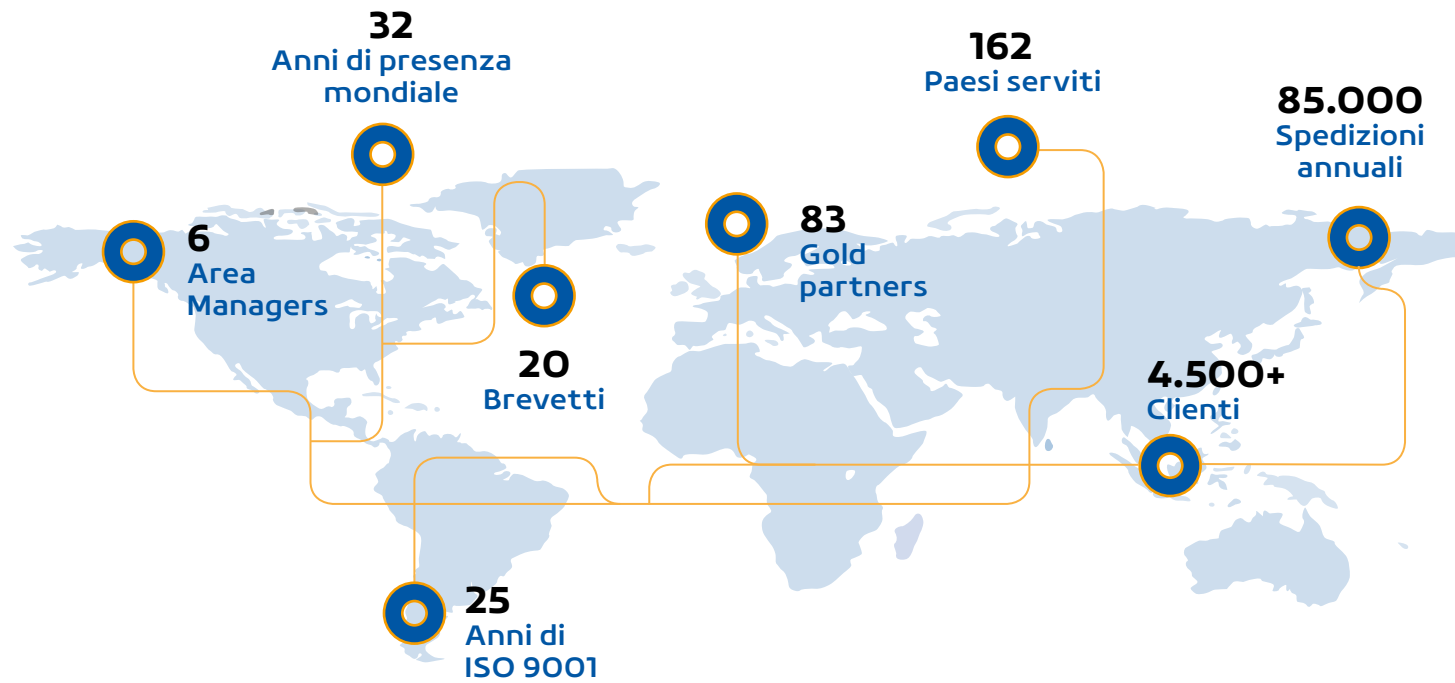 32
Anni di presenza
mondiale
162
Paesi serviti
85.000
Spedizioni
annuali
6
Area
Managers
83
Gold
partners
20
Brevetti
4.500+
Clienti
25
Anni di
ISO 9001